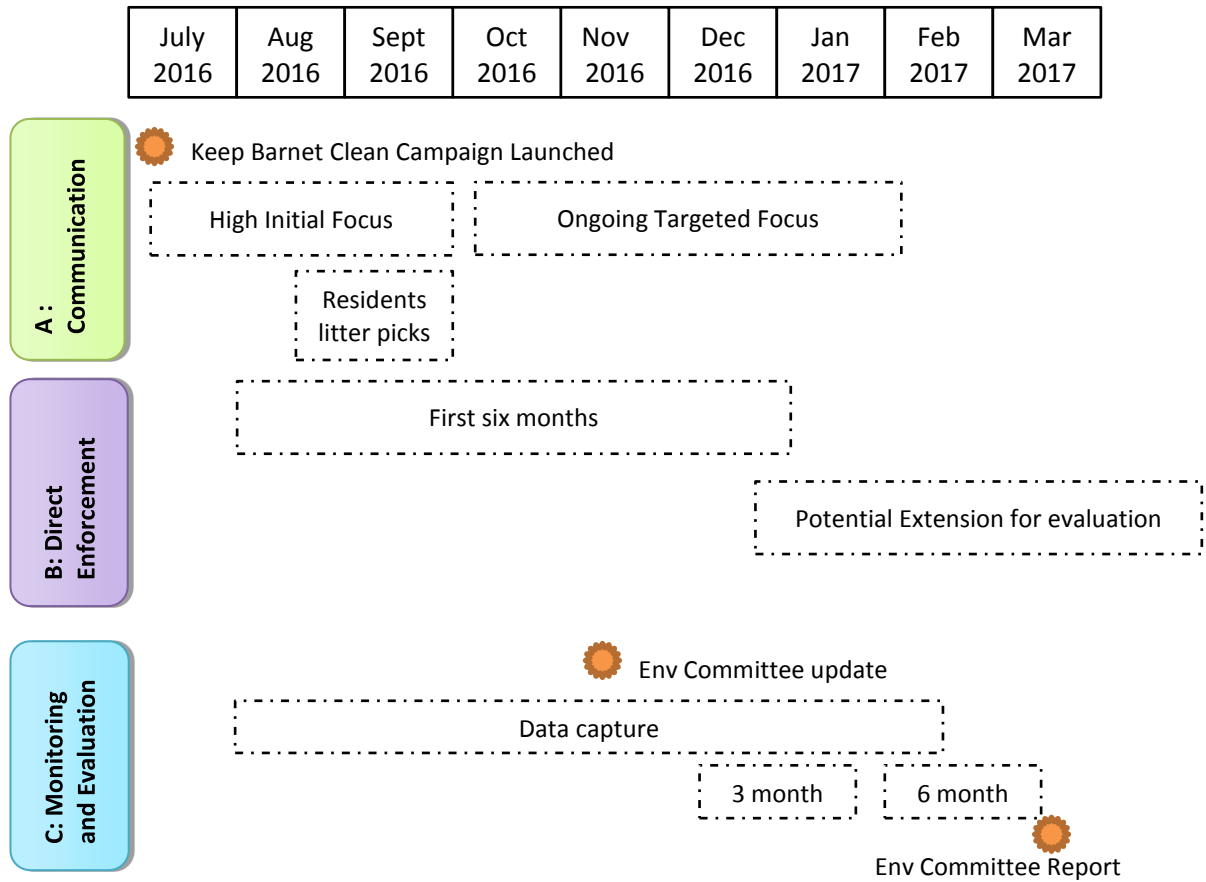 July Aug Sept Oct Nov Dec Jan Feb Mar
2016 2016 2016 2016 2016 2016 2017 2017 2017
A :
Communication
Keep Barnet Clean Campaign Launched
High Initial Focus
Ongoing Targeted Focus
Residents
litter picks
B: Direct
Enforcement
First six months
Potential Extension for evaluation
C: Monitoring
and Evaluation
Env Committee update
Data capture
3 month
6 month
Env Committee Report